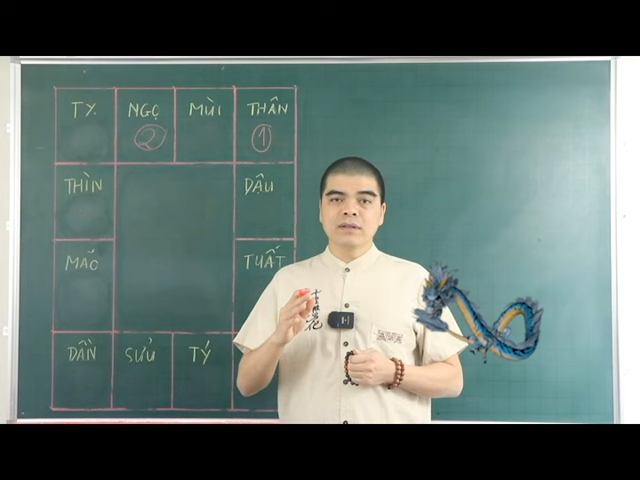 TỴ NGỌ MÙI THÂN
2 1
THÌN DẬU
MÃO TUẤT
DẦN SỬU TÝ